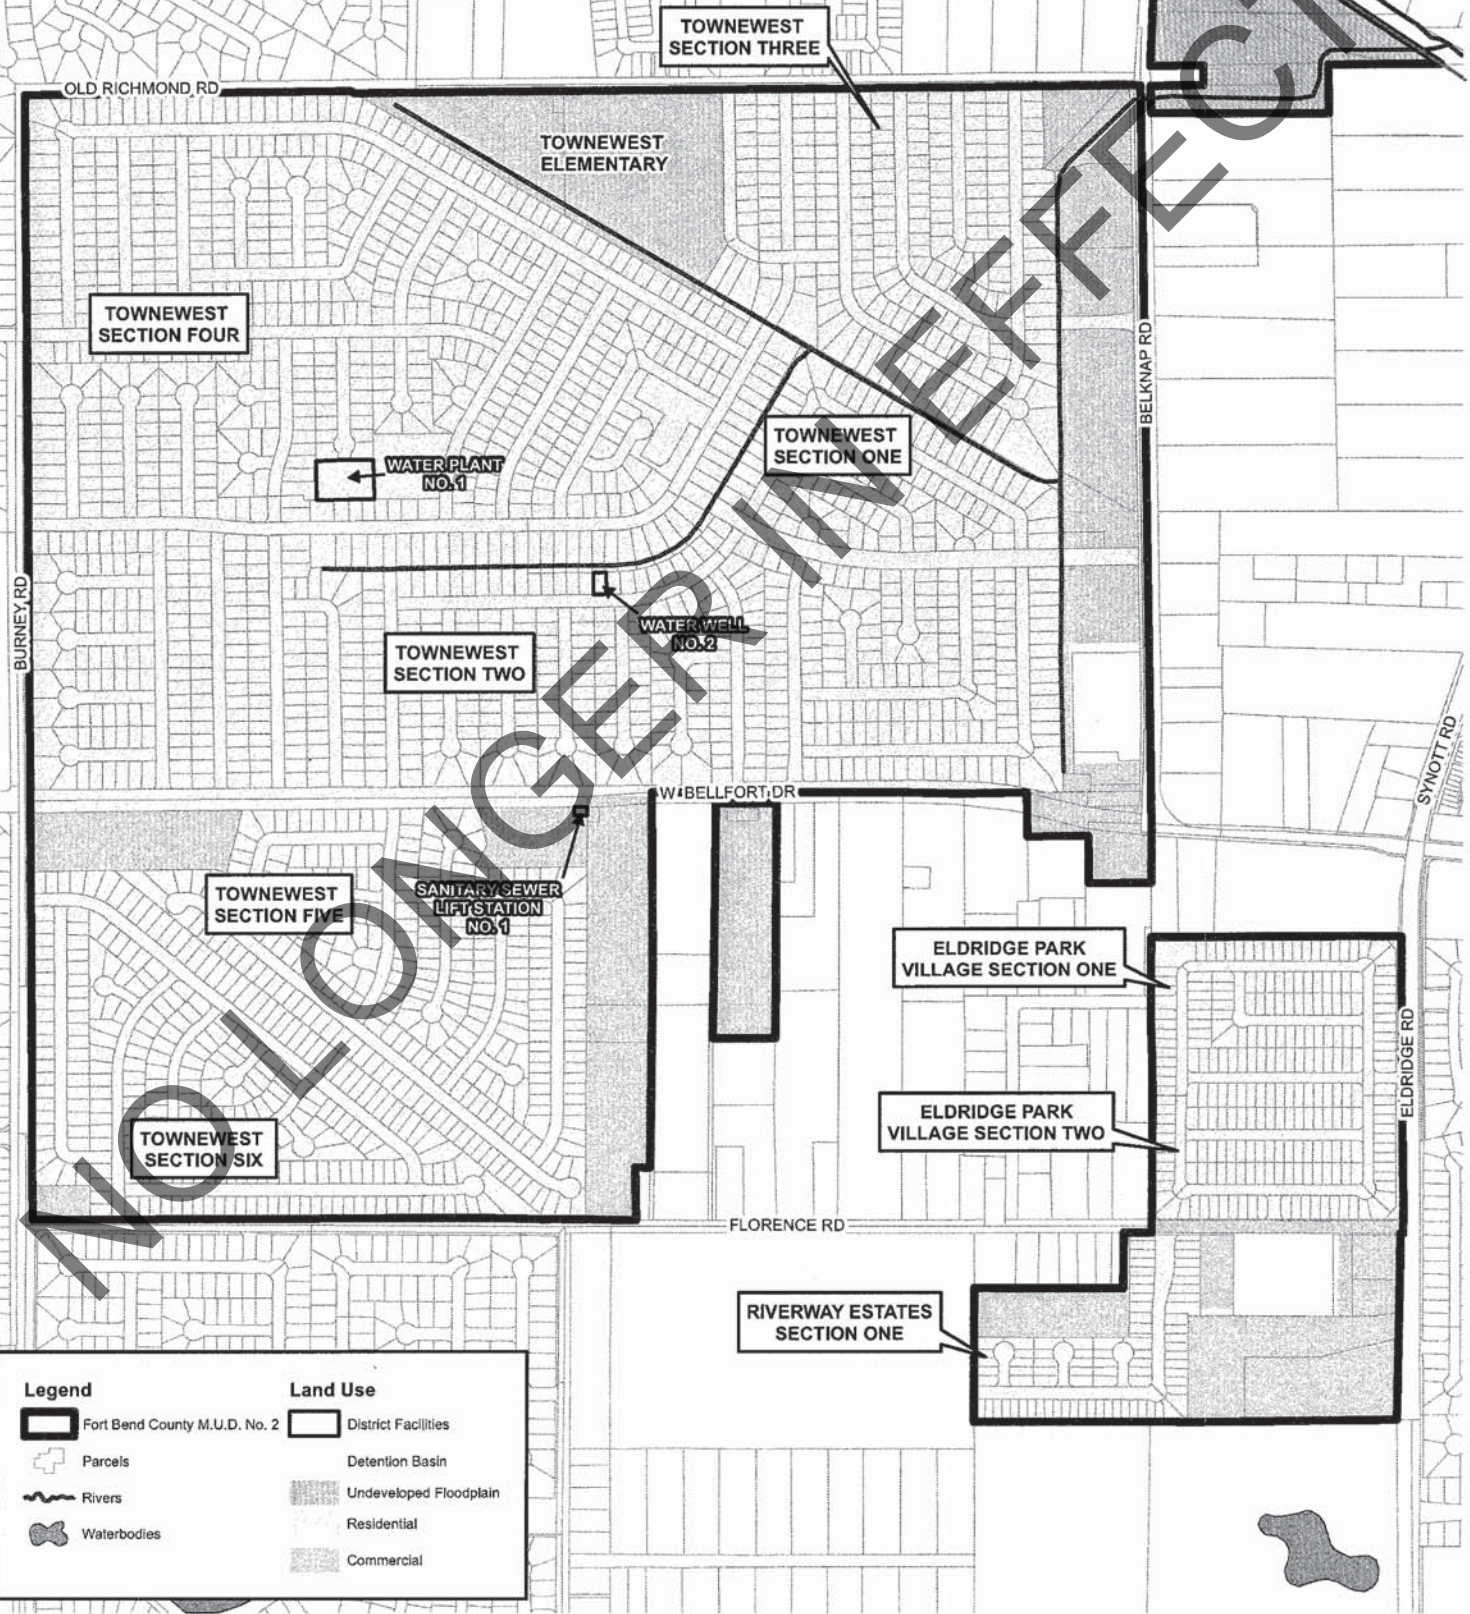 TOWNEWEST
SECTION THREE
OLD RICHMOND RD
TOWNEWEST
ELEMENTARY
TOWNEWEST
SECTION FOUR
BELKNAP RD
TOWNEWEST
SECTION ONE
WATER PLANT
NO. 1
BURNEY RD
WATER WELL
NO. 2
TOWNEWEST
SECTION TWO
SYNOTT RD
W BELLFORT DR
TOWNEWEST
SECTION FIVE
SANITARY SEWER
LIFT STATION
NO. 1
ELDRIDGE PARK
VILLAGE SECTION ONE
ELDRIDGE RD
ELDRIDGE PARK
VILLAGE SECTION TWO
TOWNEWEST
SECTION SIX
FLORENCE RD
RIVERWAY ESTATES
SECTION ONE
NO LONGER IN EFFECT
Legend
Fort Bend County M.U.D. No. 2
Parcels
Rivers
Waterbodies
Land Use
District Facilities
Detention Basin
Undeveloped Floodplain
Residential
Commercial